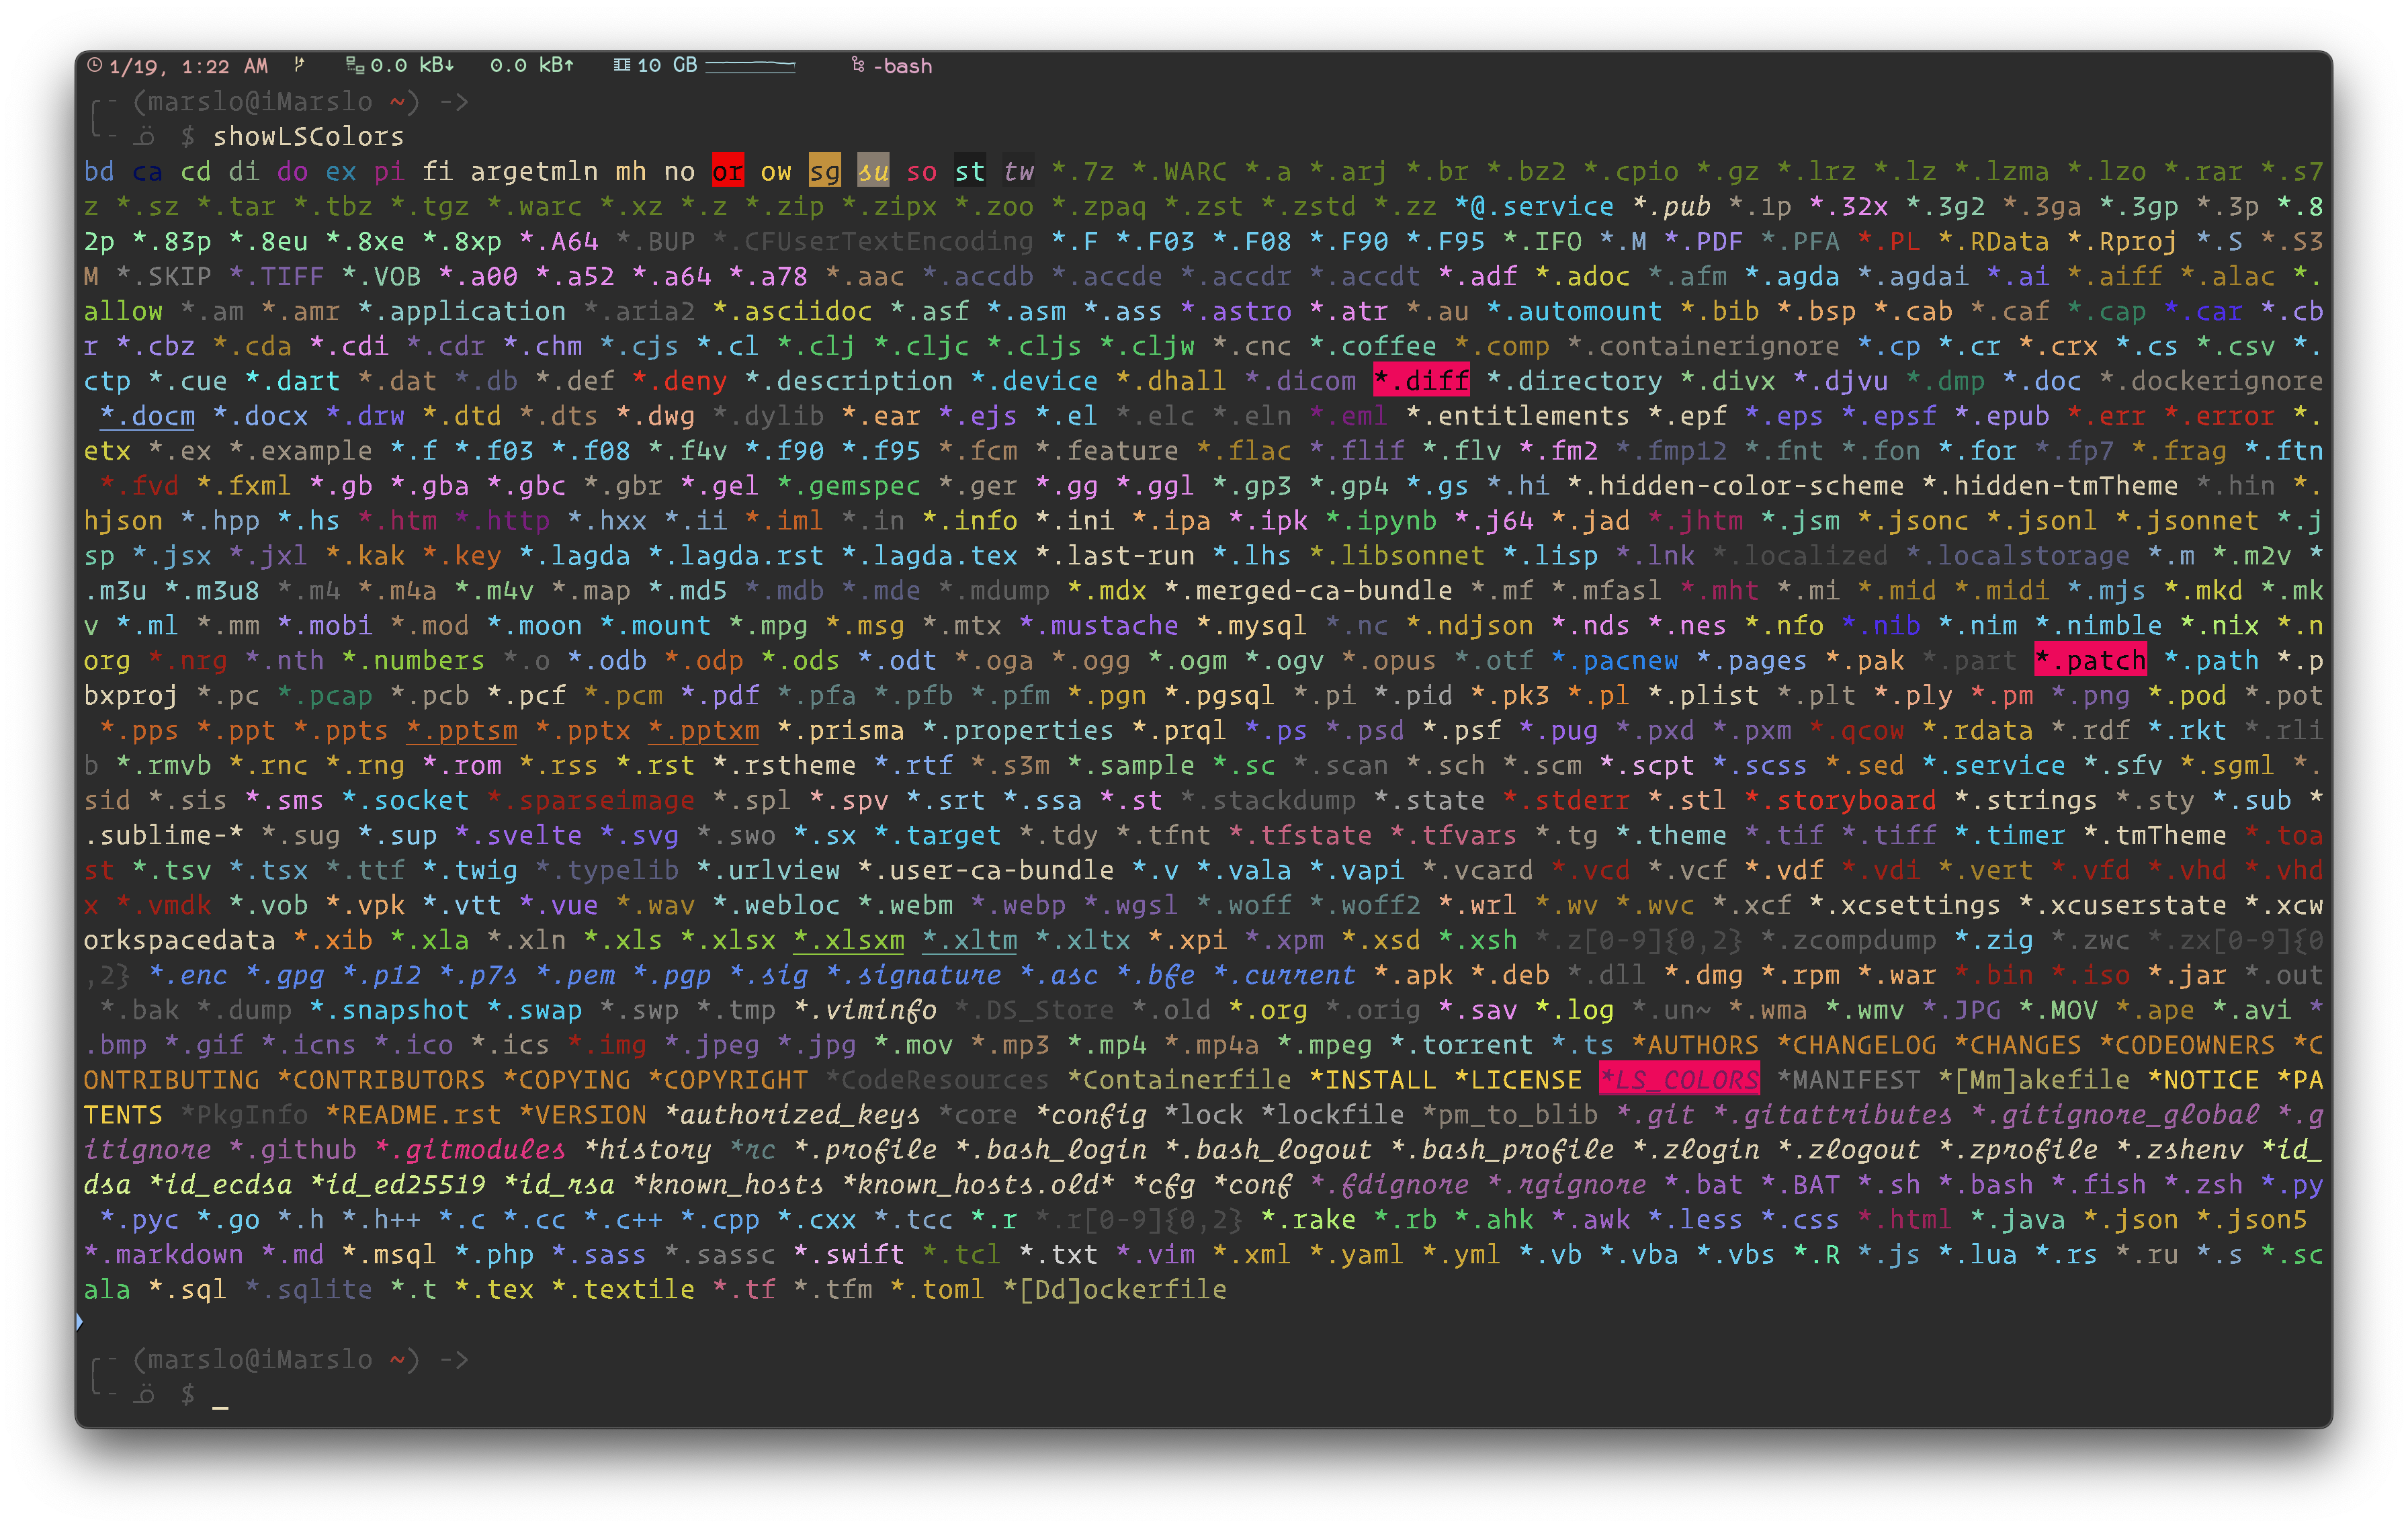 1/19, 1:22 AM 0.0 kB↓ 0.0 kB↑ 10 GB -bash
(marslo@iMarslo ~) ->
$ showLSColors
bd ca cd di do ex pi fi argetmln mh no or ow sg su so st tw *.7z *.WARC *.a *.arj *.br *.bz2 *.cpio *.gz *.lrz *.lz *.lzma *.lzo *.rar *.s7
z *.sz *.tar *.tbz *.tgz *.warc *.xz *.z *.zip *.zipx *.zoo *.zpaq *.zst *.zstd *.zz *@.service *.pub *.1p *.32x *.3g2 *.3ga *.3gp *.3p *.8
2p *.83p *.8eu *.8xe *.8xp *.A64 *.BUP *.CFUserTextEncoding *.F *.F03 *.F08 *.F90 *.F95 *.IFO *.M *.PDF *.PFA *.PL *.RData *.Rproj *.S *.S3
M *.SKIP *.TIFF *.VOB *.a00 *.a52 *.a64 *.a78 *.aac *.accdb *.accde *.accdr *.accdt *.adf *.adoc *.afm *.agda *.agdai *.ai *.aiff *.alac *.
allow *.am *.amr *.application *.aria2 *.asciidoc *.asf *.asm *.ass *.astro *.atr *.au *.automount *.bib *.bsp *.cab *.caf *.cap *.car *.cb
r *.cbz *.cda *.cdi *.cdr *.chm *.cjs *.cl *.clj *.cljc *.cljs *.cljw *.cnc *.coffee *.comp *.containerignore *.cp *.cr *.crx *.cs *.csv *.
ctp *.cue *.dart *.dat *.db *.def *.deny *.description *.device *.dhall *.dicom *.diff *.directory *.divx *.djvu *.dmp *.doc *.dockerignore
*.docm *.docx *.drw *.dtd *.dts *.dwg *.dylib *.ear *.ejs *.el *.elc *.eln *.eml *.entitlements *.epf *.eps *.epsf *.epub *.err *.error *.
etx *.ex *.example *.f *.f03 *.f08 *.f4v *.f90 *.f95 *.fcm *.feature *.flac *.flif *.flv *.fm2 *.fmp12 *.fnt *.fon *.for *.fp7 *.frag *.ftn
*.fvd *.fxml *.gb *.gba *.gbc *.gbr *.gel *.gemspec *.ger *.gg *.ggl *.gp3 *.gp4 *.gs *.hi *.hidden-color-scheme *.hidden-tmTheme *.hin *.
hjson *.hpp *.hs *.htm *.http *.hxx *.ii *.iml *.in *.info *.ini *.ipa *.ipk *.ipynb *.j64 *.jad *.jhtm *.jsm *.jsonc *.jsonl *.jsonnet *.j
sp *.jsx *.jxl *.kak *.key *.lagda *.lagda.rst *.lagda.tex *.last-run *.lhs *.libsonnet *.lisp *.lnk *.localized *.localstorage *.m *.m2v *
.m3u *.m3u8 *.m4 *.m4a *.m4v *.map *.md5 *.mdb *.mde *.mdump *.mdx *.merged-ca-bundle *.mf *.mfasl *.mht *.mi *.mid *.midi *.mjs *.mkd *.mk
v *.ml *.mm *.mobi *.mod *.moon *.mount *.mpg *.msg *.mtx *.mustache *.mysql *.nc *.ndjson *.nds *.nes *.nfo *.nib *.nim *.nimble *.nix *.n
org *.nrg *.nth *.numbers *.o *.odb *.odp *.ods *.odt *.oga *.ogg *.ogm *.ogv *.opus *.otf *.pacnew *.pages *.pak *.part *.patch *.path *.p
bxproj *.pc *.pcap *.pcb *.pcf *.pcm *.pdf *.pfa *.pfb *.pfm *.pgn *.pgsql *.pi *.pid *.pk3 *.pl *.plist *.plt *.ply *.pm *.png *.pod *.pot
*.pps *.ppt *.ppts *.pptsm *.pptx *.pptxm *.prisma *.properties *.prql *.ps *.psd *.psf *.pug *.pxd *.pxm *.qcow *.rdata *.rdf *.rkt *.rli
b *.rmvb *.rnc *.rng *.rom *.rss *.rst *.rstheme *.rtf *.s3m *.sample *.sc *.scan *.sch *.scm *.scpt *.scss *.sed *.service *.sfv *.sgml *.
sid *.sis *.sms *.socket *.sparseimage *.spl *.spv *.srt *.ssa *.st *.stackdump *.state *.stderr *.stl *.storyboard *.strings *.sty *.sub *
.sublime-* *.sug *.sup *.svelte *.svg *.swo *.sx *.target *.tdy *.tfnt *.tfstate *.tfvars *.tg *.theme *.tif *.tiff *.timer *.tmTheme *.toa
st *.tsv *.tsx *.ttf *.twig *.typelib *.urlview *.user-ca-bundle *.v *.vala *.vapi *.vcard *.vcd *.vcf *.vdf *.vdi *.vert *.vfd *.vhd *.vhd
x *.vmdk *.vob *.vpk *.vtt *.vue *.wav *.webloc *.webm *.webp *.wgsl *.woff *.woff2 *.wrl *.wv *.wvc *.xcf *.xcsettings *.xcuserstate *.xcw
orkspacedata *.xib *.xla *.xln *.xls *.xlsx *.xlsxm *.xltm *.xltx *.xpi *.xpm *.xsd *.xsh *.z[0-9]{0,2} *.zcompdump *.zig *.zwc *.zx[0-9]{0
,2} *.enc *.gpg *.p12 *.p7s *.pem *.pgp *.sig *.signature *.asc *.bfe *.current *.apk *.deb *.dll *.dmg *.rpm *.war *.bin *.iso *.jar *.out
*.bak *.dump *.snapshot *.swap *.swp *.tmp *.viminfo *.DS_Store *.old *.org *.orig *.sav *.log *.un~ *.wma *.wmv *.JPG *.MOV *.ape *.avi *
.bmp *.gif *.icns *.ico *.ics *.img *.jpeg *.jpg *.mov *.mp3 *.mp4 *.mp4a *.mpeg *.torrent *.ts *AUTHORS *CHANGELOG *CHANGES *CODEOWNERS *C
ONTRIBUTING *CONTRIBUTORS *COPYING *COPYRIGHT *CodeResources *Containerfile *INSTALL *LICENSE *LS_COLORS *MANIFEST *[Mm]akefile *NOTICE *PA
TENTS *PkgInfo *README.rst *VERSION *authorized_keys *core *config *lock *lockfile *pm_to_blib *.git *.gitattributes *.gitignore_global *.g
itignore *.github *.gitmodules *history *rc *.profile *.bash_login *.bash_logout *.bash_profile *.zlogin *.zlogout *.zprofile *.zshenv *id_
dsa *id_ecdsa *id_ed25519 *id_rsa *known_hosts *known_hosts.old* *cfg *conf *.fdignore *.rgignore *.bat *.BAT *.sh *.bash *.fish *.zsh *.py
*.pyc *.go *.h *.h++ *.c *.cc *.c++ *.cpp *.cxx *.tcc *.r *.r[0-9]{0,2} *.rake *.rb *.ahk *.awk *.less *.css *.html *.java *.json *.json5
*.markdown *.md *.msql *.php *.sass *.sassc *.swift *.tcl *.txt *.vim *.xml *.yaml *.yml *.vb *.vba *.vbs *.R *.js *.lua *.rs *.ru *.s *.sc
ala *.sql *.sqlite *.t *.tex *.textile *.tf *.tfm *.toml *[Dd]ockerfile
(marslo@iMarslo ~) ->
$ _